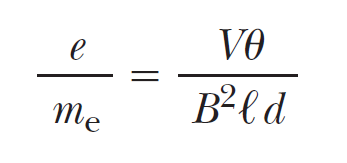 e/mₑ = Vθ/B²ℓd